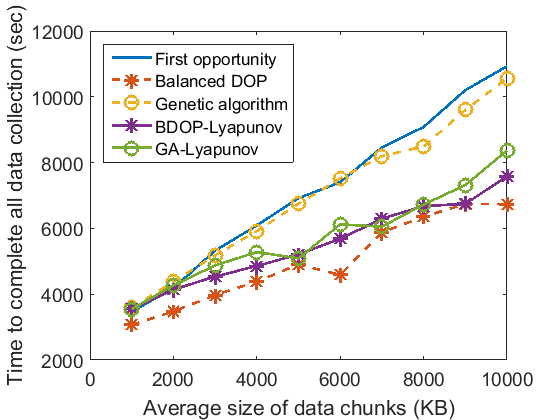 Time to complete all data collection (sec)
12000
10000
8000
6000
4000
2000
First opportunity
Balanced DOP
Genetic algorithm
BDOP-Lyapunov
GA-Lyapunov
0 2000 4000 6000 8000 10000
Average size of data chunks (KB)